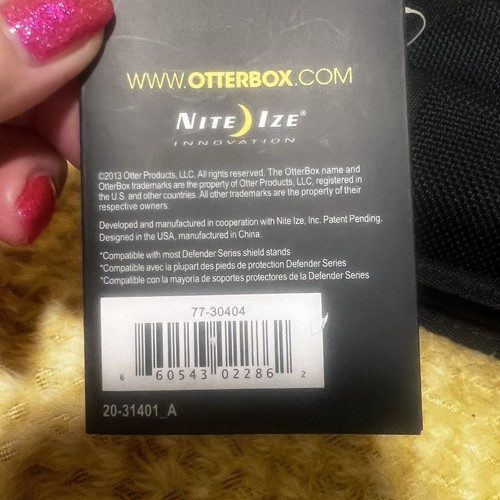 WWW.OTTERBOX.COM
NITE IZE®
INNOVATION
©2013 Otter Products, LLC. All rights reserved. The OtterBox name and
OtterBox trademarks are the property of Otter Products, LLC, registered in
the U.S. and other countries. All other trademarks are the property of their
respective owners.
Developed and manufactured in cooperation with Nite Ize, Inc. Patent Pending.
Designed in the USA, manufactured in China.
*Compatible with most Defender Series shield stands
*Compatible avec la plupart des pieds de protection Defender Series
*Compatible con la mayoria de soportes protectores de la Defender Series
77-30404
6 60543 02286 2
20-31401_A